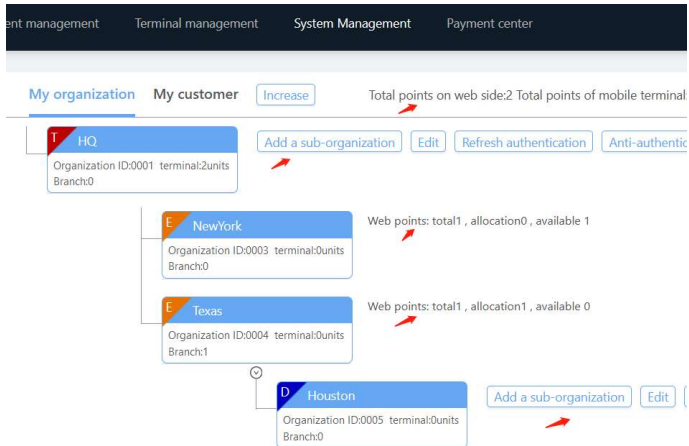 ent management Terminal management System Management Payment center
My organization My customer Increase Total points on web side:2 Total points of mobile terminal:
T HQ Add a sub-organization Edit Refresh authentication Anti-authentic
Organization ID:0001 terminal:2units
Branch:0
E NewYork Web points: total1 , allocation0 , available 1
Organization ID:0003 terminal:0units
Branch:0
E Texas Web points: total1 , allocation1 , available 0
Organization ID:0004 terminal:0units
Branch:1
D Houston Add a sub-organization Edit
Organization ID:0005 terminal:0units
Branch:0